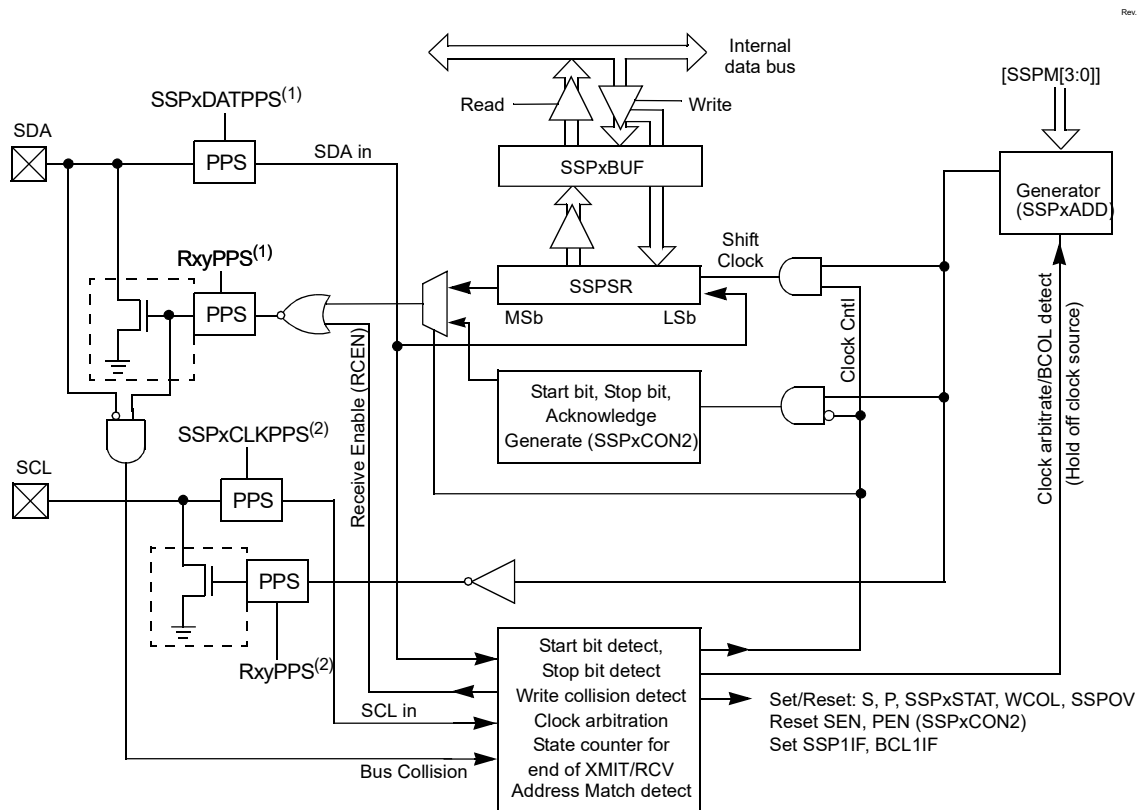 Rev.
Internal
data bus
[SSPM[3:0]]
SSPxDATPPS(1)
Read
Write
SDA
PPS
SDA in
SSPxBUF
Generator
(SSPxADD)
RxyPPS(1)
Shift
Clock
PPS
SSPSR
MSb
LSb
Clock Cntl
Clock arbitrate/BCOL detect
(Hold off clock source)
Receive Enable (RCEN)
Start bit, Stop bit,
Acknowledge
Generate (SSPxCON2)
SSPxCLKPPS(2)
SCL
PPS
PPS
RxyPPS(2)
Start bit detect,
Stop bit detect
Write collision detect
Clock arbitration
State counter for
end of XMIT/RCV
Address Match detect
SCL in
Bus Collision
Set/Reset: S, P, SSPxSTAT, WCOL, SSPOV
Reset SEN, PEN (SSPxCON2)
Set SSP1IF, BCL1IF